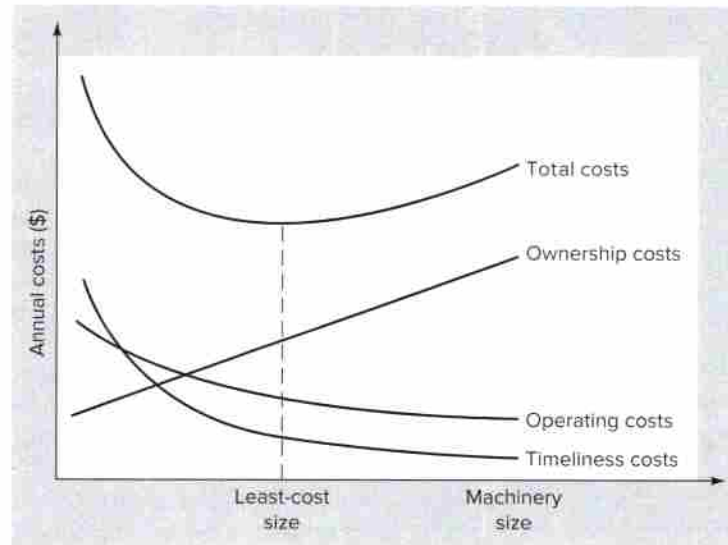 Annual costs ($)
Total costs
Ownership costs
Operating costs
Timeliness costs
Least-cost
size
Machinery
size